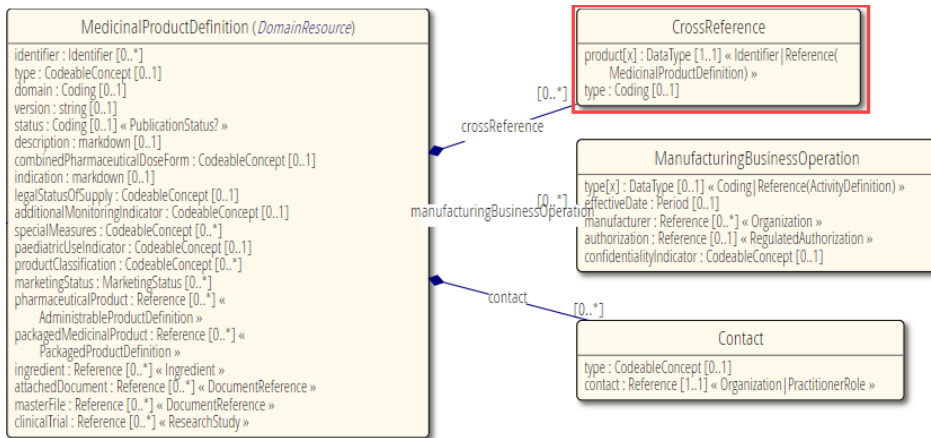 MedicinalProductDefinition (DomainResource)
identifier : Identifier [0..*]
type : CodeableConcept [0..1]
domain : Coding [0..1]
version : string [0..1]
status : Coding [0..1] « PublicationStatus? »
description : markdown [0..1]
combinedPharmaceuticalDoseForm : CodeableConcept [0..1]
indication : markdown [0..1]
legalStatusOfSupply : CodeableConcept [0..1]
additionalMonitoringIndicator : CodeableConcept [0..1]
specialMeasures : CodeableConcept [0..*]
paediatricUseIndicator : CodeableConcept [0..1]
productClassification : CodeableConcept [0..*]
marketingStatus : MarketingStatus [0..*]
pharmaceuticalProduct : Reference [0..*] «
AdministrableProductDefinition »
packagedMedicinalProduct : Reference [0..*] «
PackagedProductDefinition »
ingredient : Reference [0..*] « Ingredient »
attachedDocument : Reference [0..*] « DocumentReference »
masterFile : Reference [0..*] « DocumentReference »
clinicalTrial : Reference [0..*] « ResearchStudy »
[0..*]
crossReference
CrossReference
product[x] : DataType [1..1] « Identifier|Reference(
MedicinalProductDefinition) »
type : Coding [0..1]
[0..*]
manufacturingBusinessOperation
ManufacturingBusinessOperation
type[x] : DataType [0..1] « Coding|Reference(ActivityDefinition) »
effectiveDate : Period [0..1]
manufacturer : Reference [0..*] « Organization »
authorization : Reference [0..1] « RegulatedAuthorization »
confidentialityIndicator : CodeableConcept [0..1]
contact
[0..*]
Contact
type : CodeableConcept [0..1]
contact : Reference [1..1] « Organization|PractitionerRole »